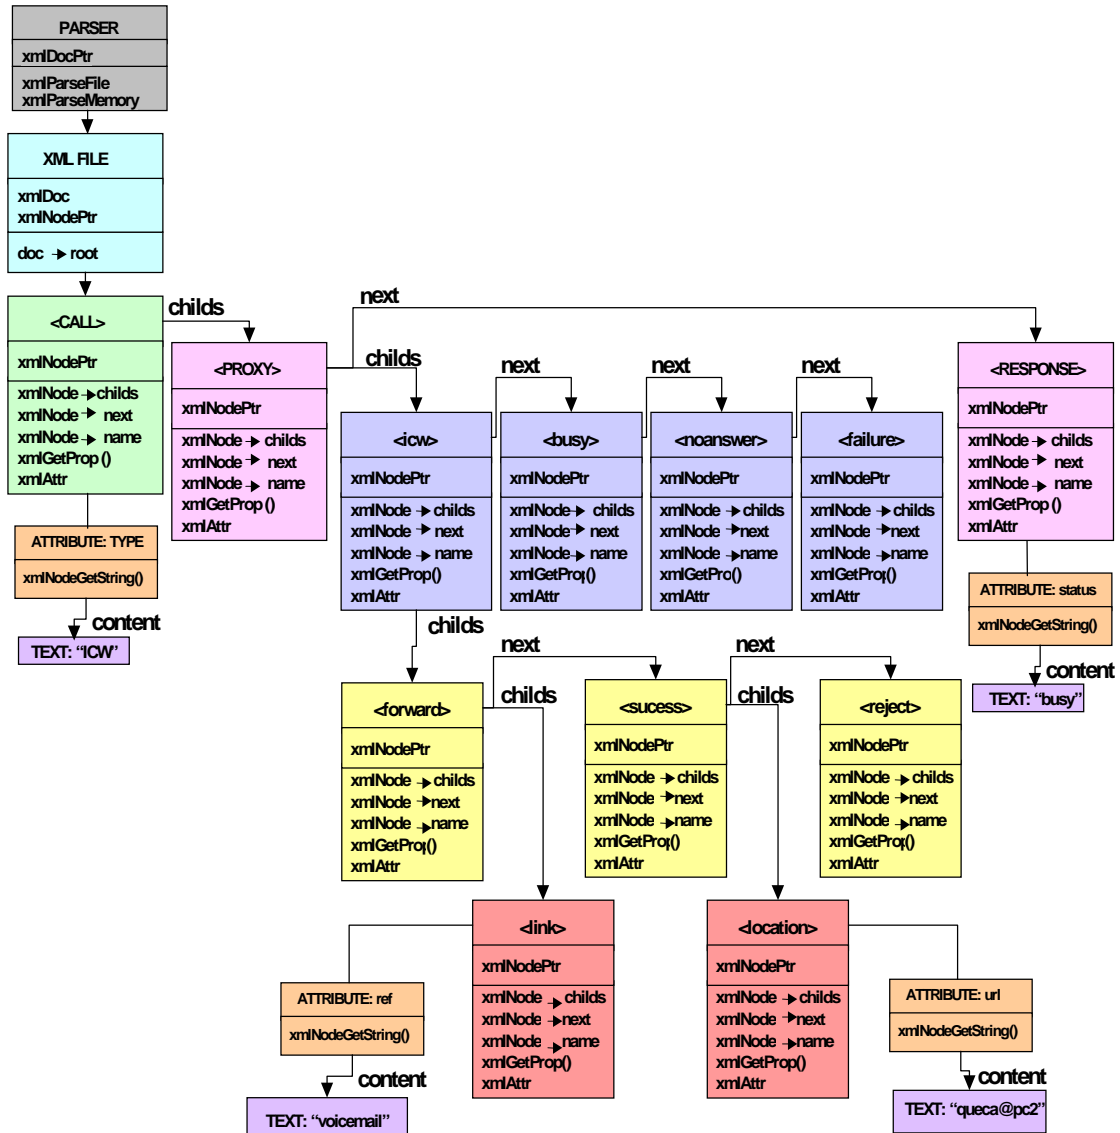 PARSER
xmlDocPtr
xmlParseFile
xmlParseMemory
XML FILE
xmlDoc
xmlNodePtr
doc → root
<CALL>
xmlNodePtr
xmlNode → childs
xmlNode → next
xmlNode → name
xmlGetProp ()
xmlAttr
childs
next
<PROXY>
xmlNodePtr
xmlNode → childs
xmlNode → next
xmlNode → name
xmlGetProp ()
xmlAttr
childs
next
next
next
<RESPONSE>
xmlNodePtr
xmlNode → childs
xmlNode → next
xmlNode → name
xmlGetProp ()
xmlAttr
<icw>
xmlNodePtr
xmlNode → childs
xmlNode → next
xmlNode → name
xmlGetProp()
xmlAttr
<busy>
xmlNodePtr
xmlNode → childs
xmlNode → next
xmlNode → name
xmlGetProp()
xmlAttr
<noanswer>
xmlNodePtr
xmlNode → childs
xmlNode → next
xmlNode → name
xmlGetPro()
xmlAttr
<failure>
xmlNodePtr
xmlNode → childs
xmlNode → next
xmlNode → name
xmlGetProp()
xmlAttr
ATTRIBUTE: TYPE
xmlNodeGetString()
content
TEXT: “ICW”
ATTRIBUTE: status
xmlNodeGetString()
content
TEXT: “busy”
childs
next
next
childs
childs
<forward>
xmlNodePtr
xmlNode → childs
xmlNode → next
xmlNode → name
xmlGetProp()
xmlAttr
<sucess>
xmlNodePtr
xmlNode → childs
xmlNode → next
xmlNode → name
xmlGetProp()
xmlAttr
<reject>
xmlNodePtr
xmlNode → childs
xmlNode → next
xmlNode → name
xmlGetProp()
xmlAttr
<link>
xmlNodePtr
xmlNode → childs
xmlNode → next
xmlNode → name
xmlGetProp()
xmlAttr
<location>
xmlNodePtr
xmlNode → childs
xmlNode → next
xmlNode → name
xmlGetProp()
xmlAttr
ATTRIBUTE: ref
xmlNodeGetString()
content
TEXT: “voicemail”
ATTRIBUTE: url
xmlNodeGetString()
content
TEXT: “queca@pc2”